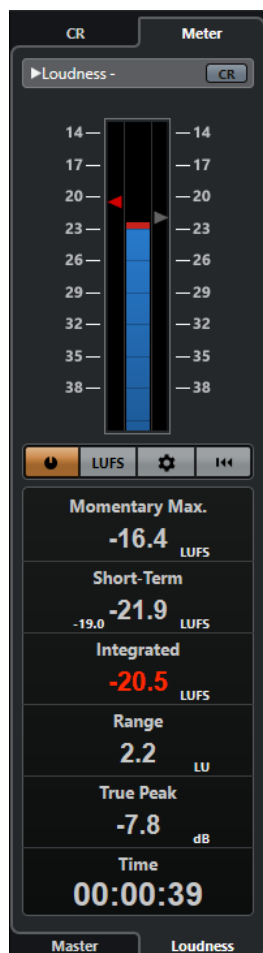 CR Meter
Loudness - CR
14 14
17 17
20 20
23 23
26 26
29 29
32 32
35 35
38 38
LUFS
Momentary Max.
-16.4 LUFS
Short-Term
-19.0 -21.9 LUFS
Integrated
-20.5 LUFS
Range
2.2 LU
True Peak
-7.8 dB
Time
00:00:39
Master Loudness